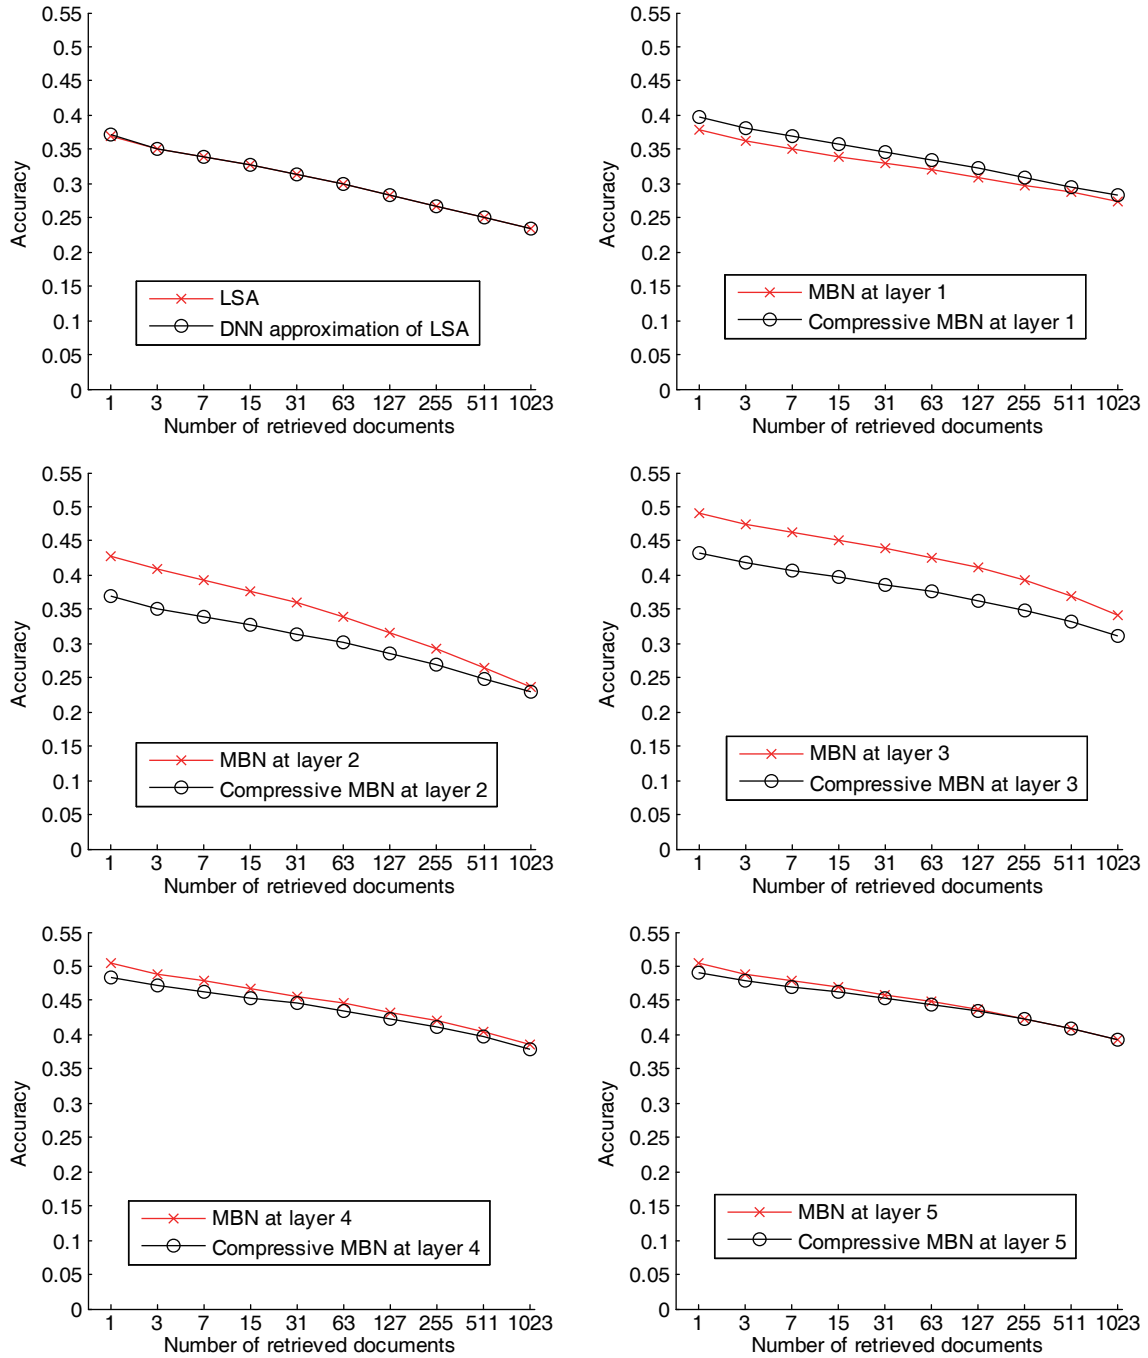 0.55
0.5
0.45
0.4
0.35
0.3
0.25
0.2
0.15
0.1
0.05
0
Accuracy
LSA
DNN approximation of LSA
1 3 7 15 31 63 127 255 511 1023
Number of retrieved documents
0.55
0.5
0.45
0.4
0.35
0.3
0.25
0.2
0.15
0.1
0.05
0
Accuracy
MBN at layer 1
Compressive MBN at layer 1
1 3 7 15 31 63 127 255 511 1023
Number of retrieved documents
0.55
0.5
0.45
0.4
0.35
0.3
0.25
0.2
0.15
0.1
0.05
0
Accuracy
MBN at layer 2
Compressive MBN at layer 2
1 3 7 15 31 63 127 255 511 1023
Number of retrieved documents
0.55
0.5
0.45
0.4
0.35
0.3
0.25
0.2
0.15
0.1
0.05
0
Accuracy
MBN at layer 3
Compressive MBN at layer 3
1 3 7 15 31 63 127 255 511 1023
Number of retrieved documents
0.55
0.5
0.45
0.4
0.35
0.3
0.25
0.2
0.15
0.1
0.05
0
Accuracy
MBN at layer 4
Compressive MBN at layer 4
1 3 7 15 31 63 127 255 511 1023
Number of retrieved documents
0.55
0.5
0.45
0.4
0.35
0.3
0.25
0.2
0.15
0.1
0.05
0
Accuracy
MBN at layer 5
Compressive MBN at layer 5
1 3 7 15 31 63 127 255 511 1023
Number of retrieved documents